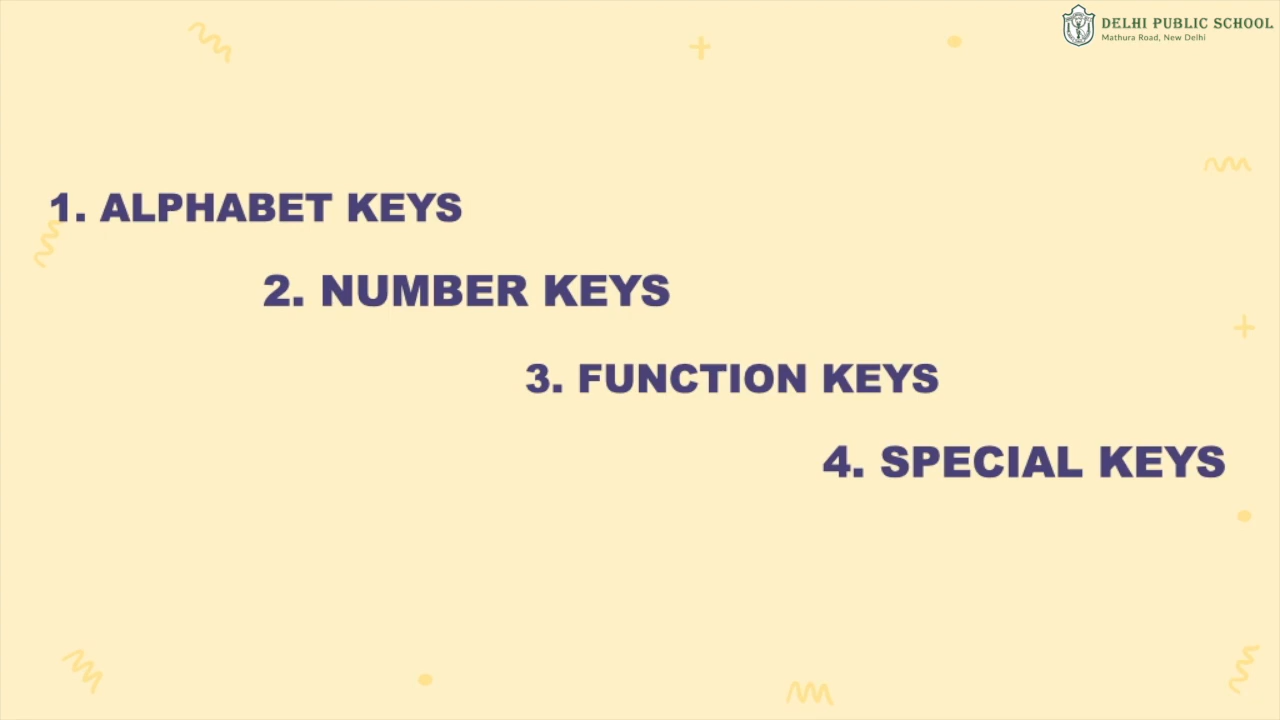 DELHI PUBLIC SCHOOL
Mathura Road, New Delhi
1. ALPHABET KEYS
2. NUMBER KEYS
3. FUNCTION KEYS
4. SPECIAL KEYS